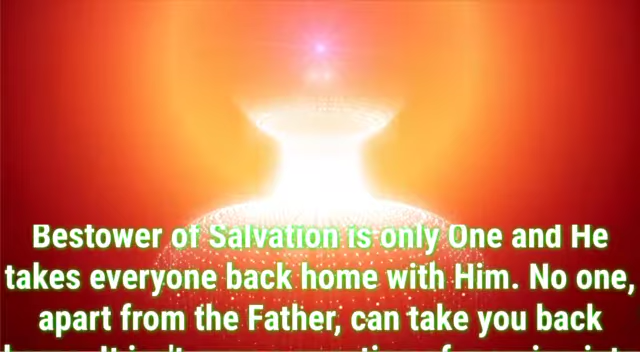 Bestower of Salvation is only One and He
takes everyone back home with Him. No one,
apart from the Father, can take you back